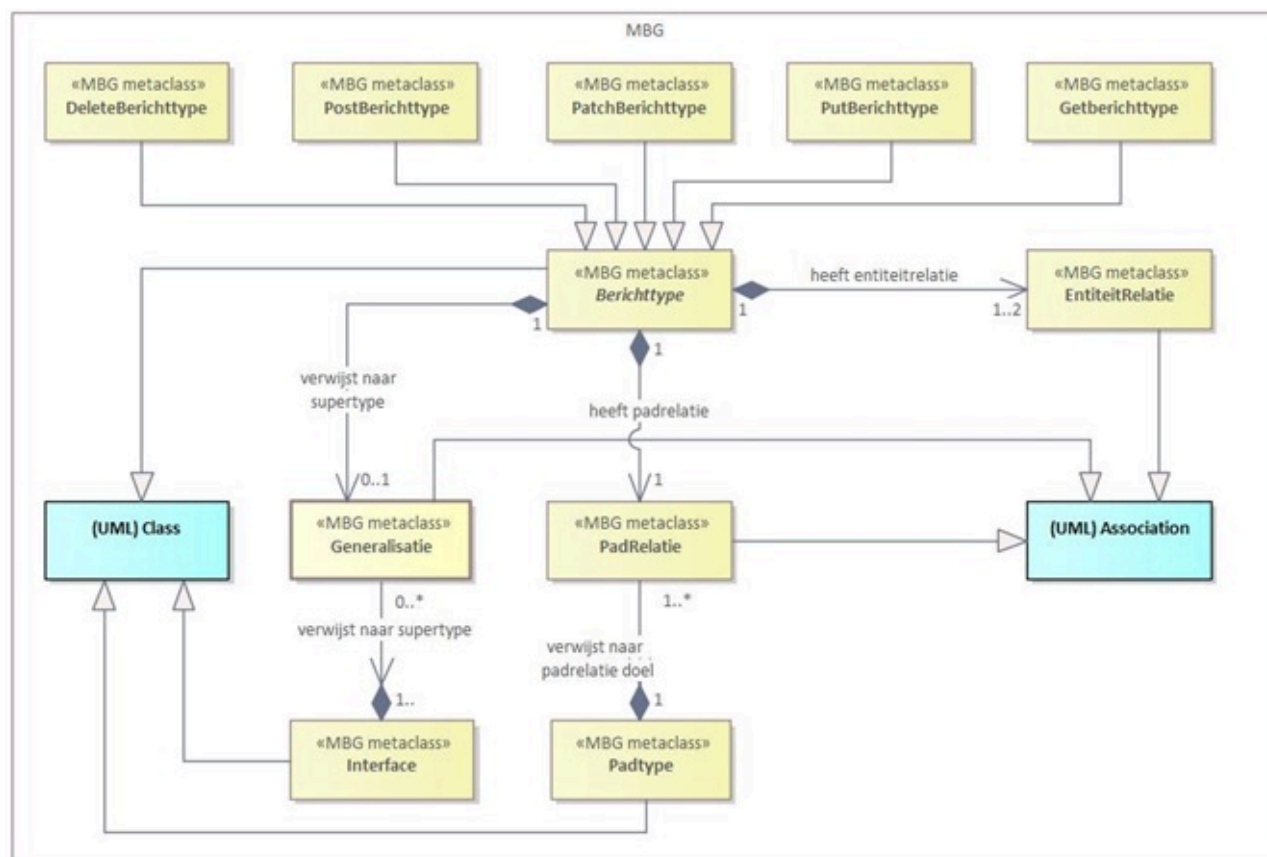 MBG
«MBG metaclass»
DeleteBerichttype
«MBG metaclass»
PostBerichttype
«MBG metaclass»
PatchBerichttype
«MBG metaclass»
PutBerichttype
«MBG metaclass»
Getberichttype
«MBG metaclass»
Berichttype
heeft entiteitrelatie
1
1..2
«MBG metaclass»
EntiteitRelatie
1
1
verwijst naar
supertype
heeft padrelatie
0..1
1
(UML) Class
«MBG metaclass»
Generalisatie
«MBG metaclass»
PadRelatie
(UML) Association
0..*
1..*
verwijst naar supertype
verwijst naar
padrelatie doel
1..
1
«MBG metaclass»
Interface
«MBG metaclass»
Padtype